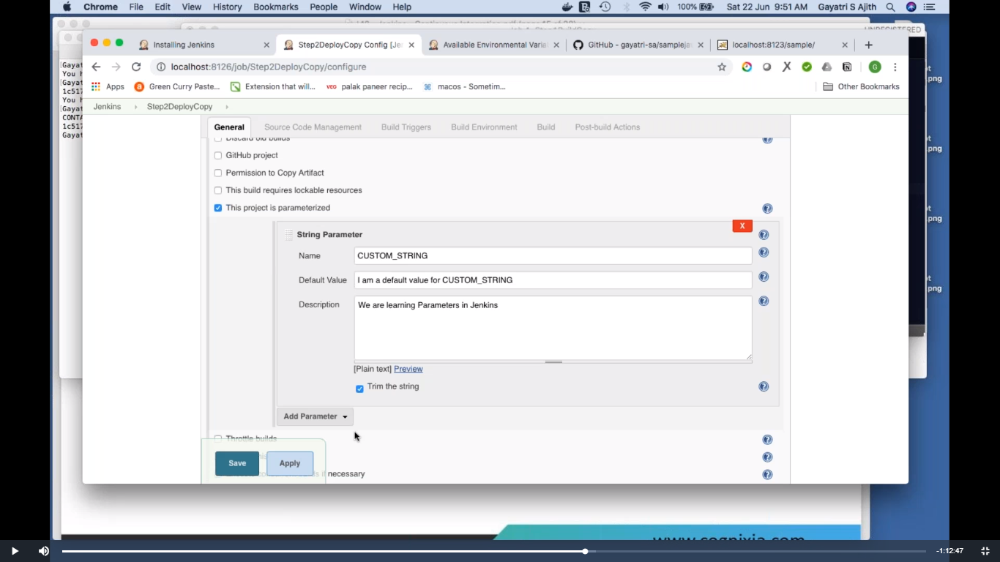 Chrome File Edit View History Bookmarks People Window Help 100% Sat 22 Jun 9:51 AM Gayatri S Ajith
UNREGISTERED
Installing Jenkins
Step2DeployCopy Config [Je
Available Environmental Varia
GitHub - gayatri-sa/sampleja
localhost:8123/sample/
localhost:8126/job/Step2DeployCopy/configure
G
Apps Green Curry Paste... Extension that will... palak paneer recip... macos - Sometim... Other Bookmarks
Jenkins Step2DeployCopy
General Source Code Management Build Triggers Build Environment Build Post-build Actions
Discard old builds
GitHub project
Permission to Copy Artifact
This build requires lockable resources
This project is parameterized
X
String Parameter
Name CUSTOM_STRING
Default Value I am a default value for CUSTOM_STRING
Description We are learning Parameters in Jenkins
[Plain text] Preview
Trim the string
Add Parameter
Throttle builds
Save Apply
necessary
[Gayat
You h
[Gayat
1c517
You h
[Gayat
CONTA
1c517
Gayat
.png
.png
.png
.png
www.cognixia.com
-1:12:47